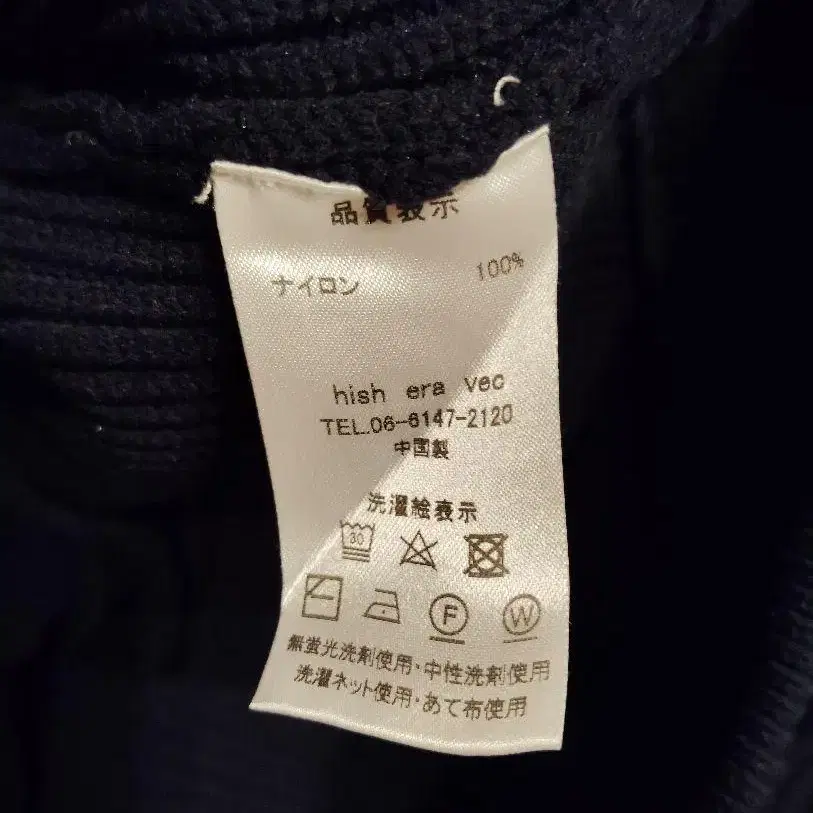 品質表示
ナイロン 100%
hish era vec
TEL.06-6147-2120
中国製
洗濯絵表示
30
F W
無蛍光洗剤使用・中性洗剤使用
洗濯ネット使用・あて布使用